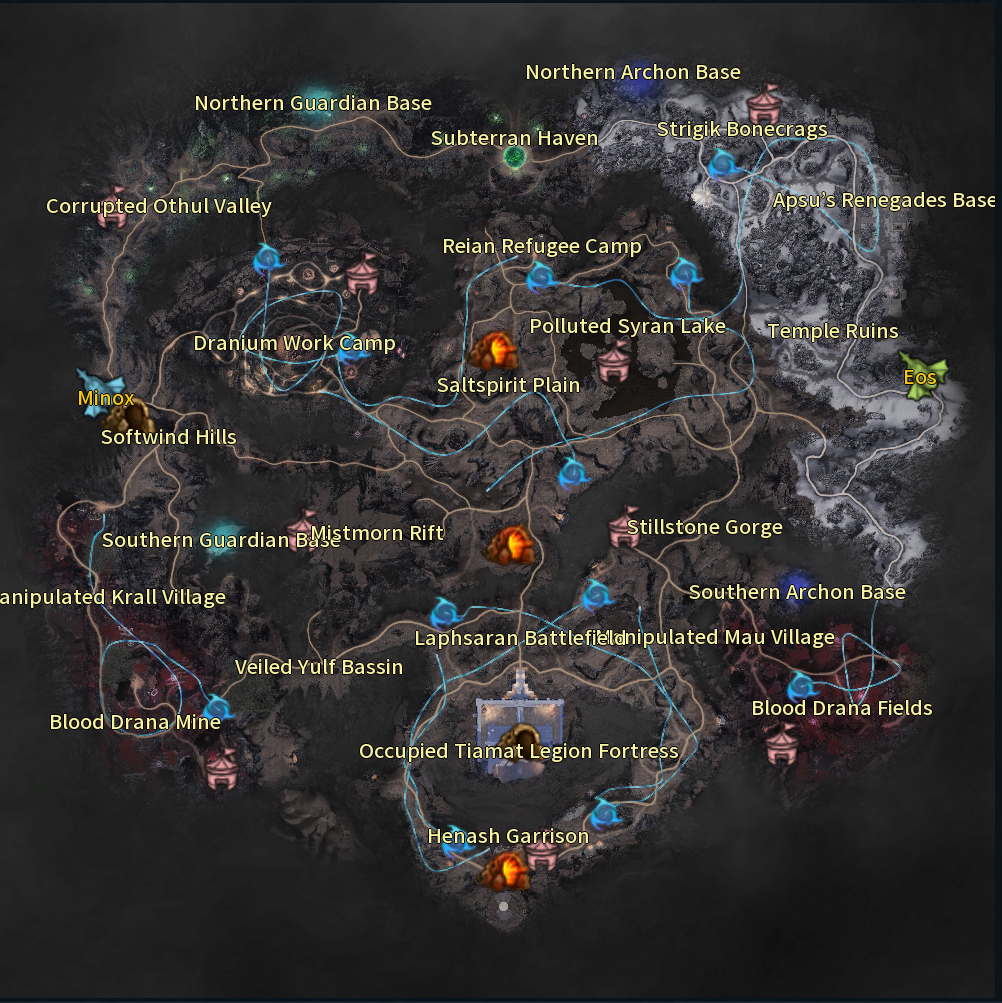 Northern Archon Base
Northern Guardian Base
Strigik Bonecrags
Subterran Haven
Apsu's Renegades Base
Corrupted Othul Valley
Reian Refugee Camp
Polluted Syran Lake
Temple Ruins
Dranium Work Camp
Eos
Saltspirit Plain
Minox
Softwind Hills
Stillstone Gorge
Mistmorn Rift
Southern Guardian Base
Southern Archon Base
anipulated Krall Village
Laphsaran Battlefield
Manipulated Mau Village
Veiled Yulf Bassin
Blood Drana Fields
Blood Drana Mine
Occupied Tiamat Legion Fortress
Henash Garrison